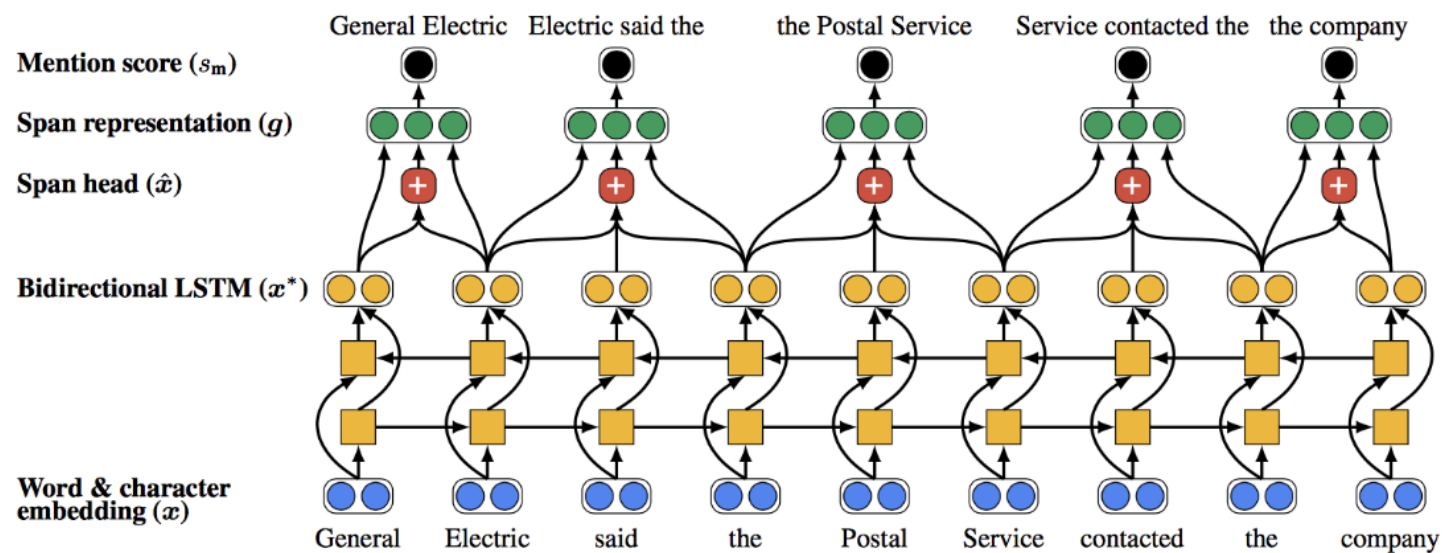 General Electric Electric said the the Postal Service Service contacted the the company
Mention score (sₘ)
Span representation (g)
Span head (x̂)
+ + + + +
Bidirectional LSTM (x*)
Word & character
embedding (x)
General Electric said the Postal Service contacted the company